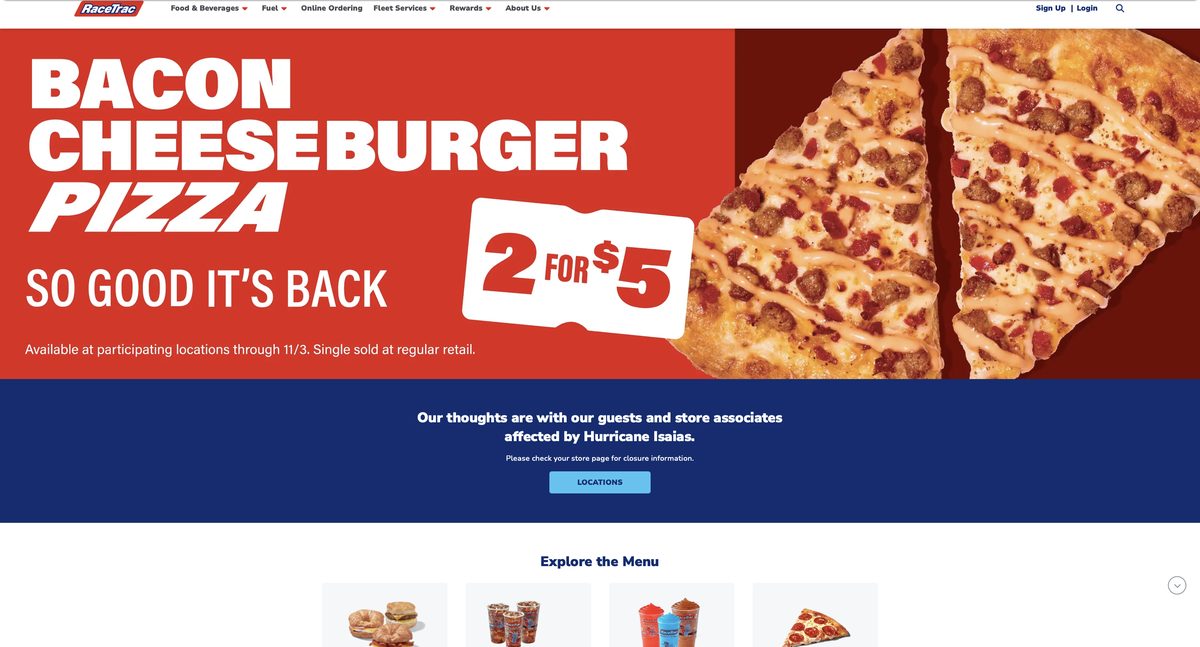 RaceTrac
Food & Beverages Fuel Online Ordering Fleet Services Rewards About Us Sign Up | Login
BACON
CHEESEBURGER
PIZZA
2 FOR $5
SO GOOD IT'S BACK
Available at participating locations through 11/3. Single sold at regular retail.
Our thoughts are with our guests and store associates
affected by Hurricane Isaias.
Please check your store page for closure information.
LOCATIONS
Explore the Menu